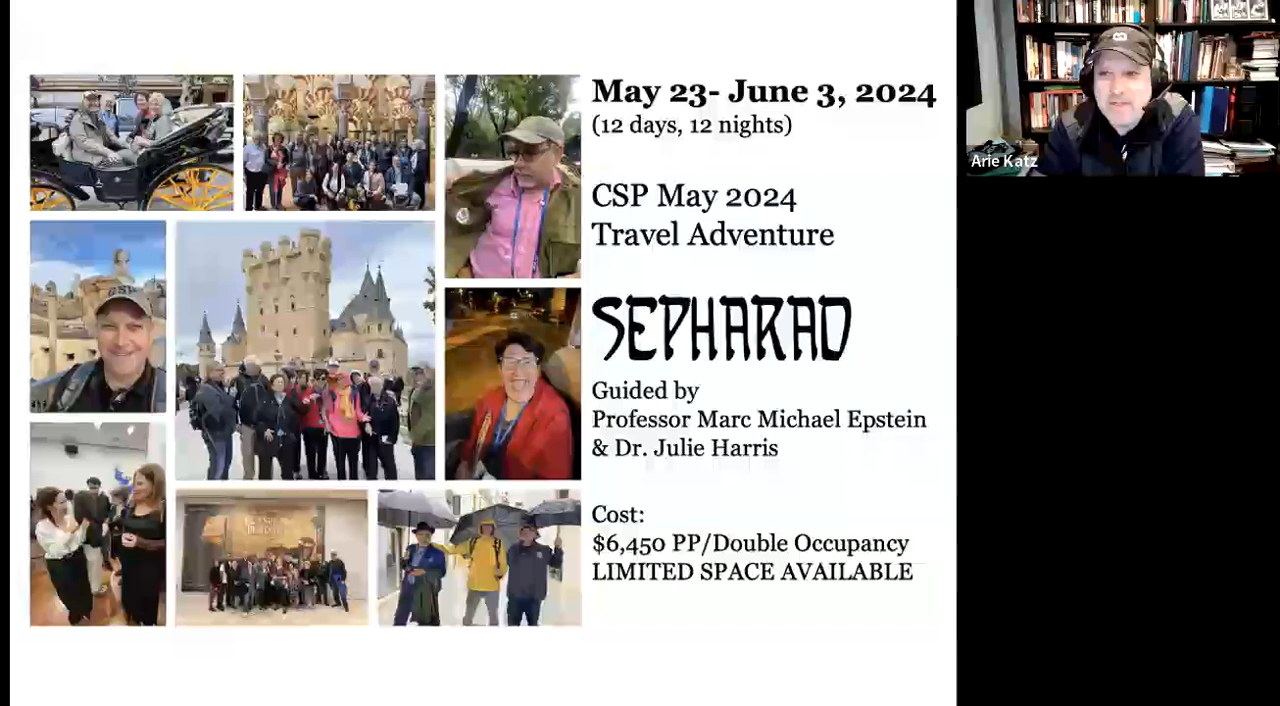 May 23- June 3, 2024
(12 days, 12 nights)
CSP May 2024
Travel Adventure
SEPHARAD
Guided by
Professor Marc Michael Epstein
& Dr. Julie Harris
Cost:
$6,450 PP/Double Occupancy
LIMITED SPACE AVAILABLE
Arie Katz
CSP